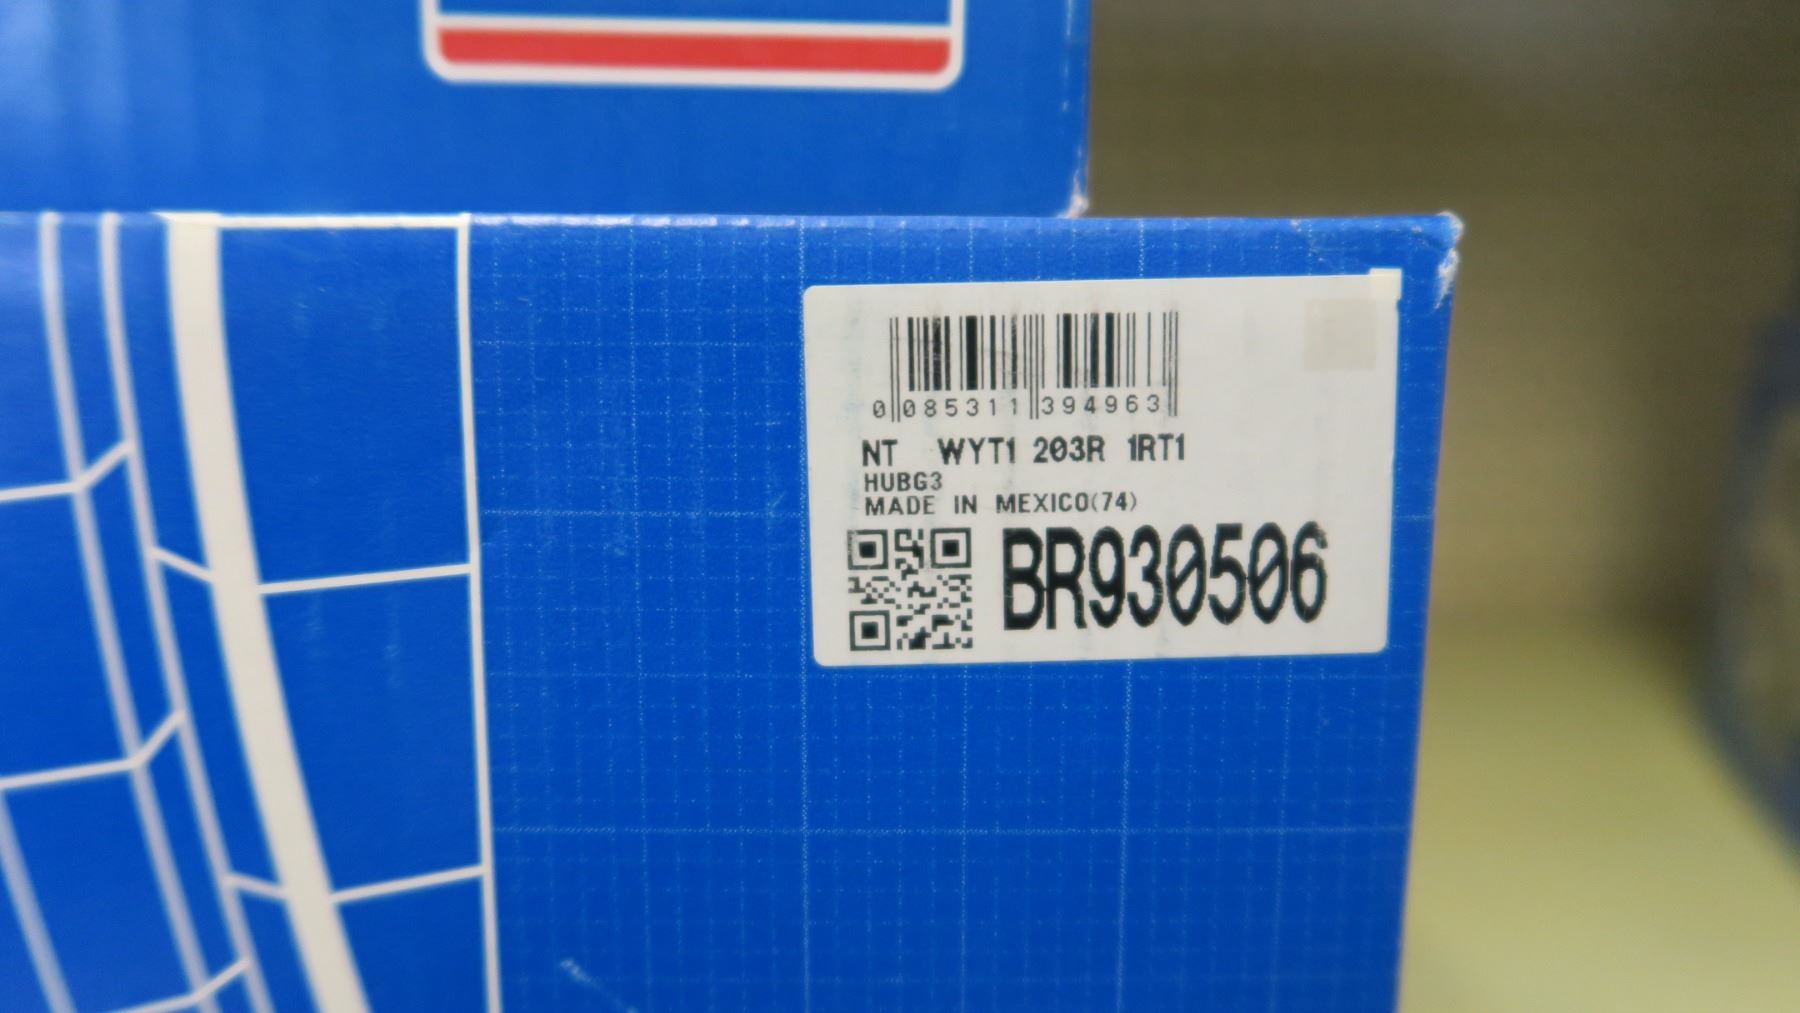 0 085311 394963
NT WYT1 203R 1RT1
HUBG3
MADE IN MEXICO(74)
BR930506